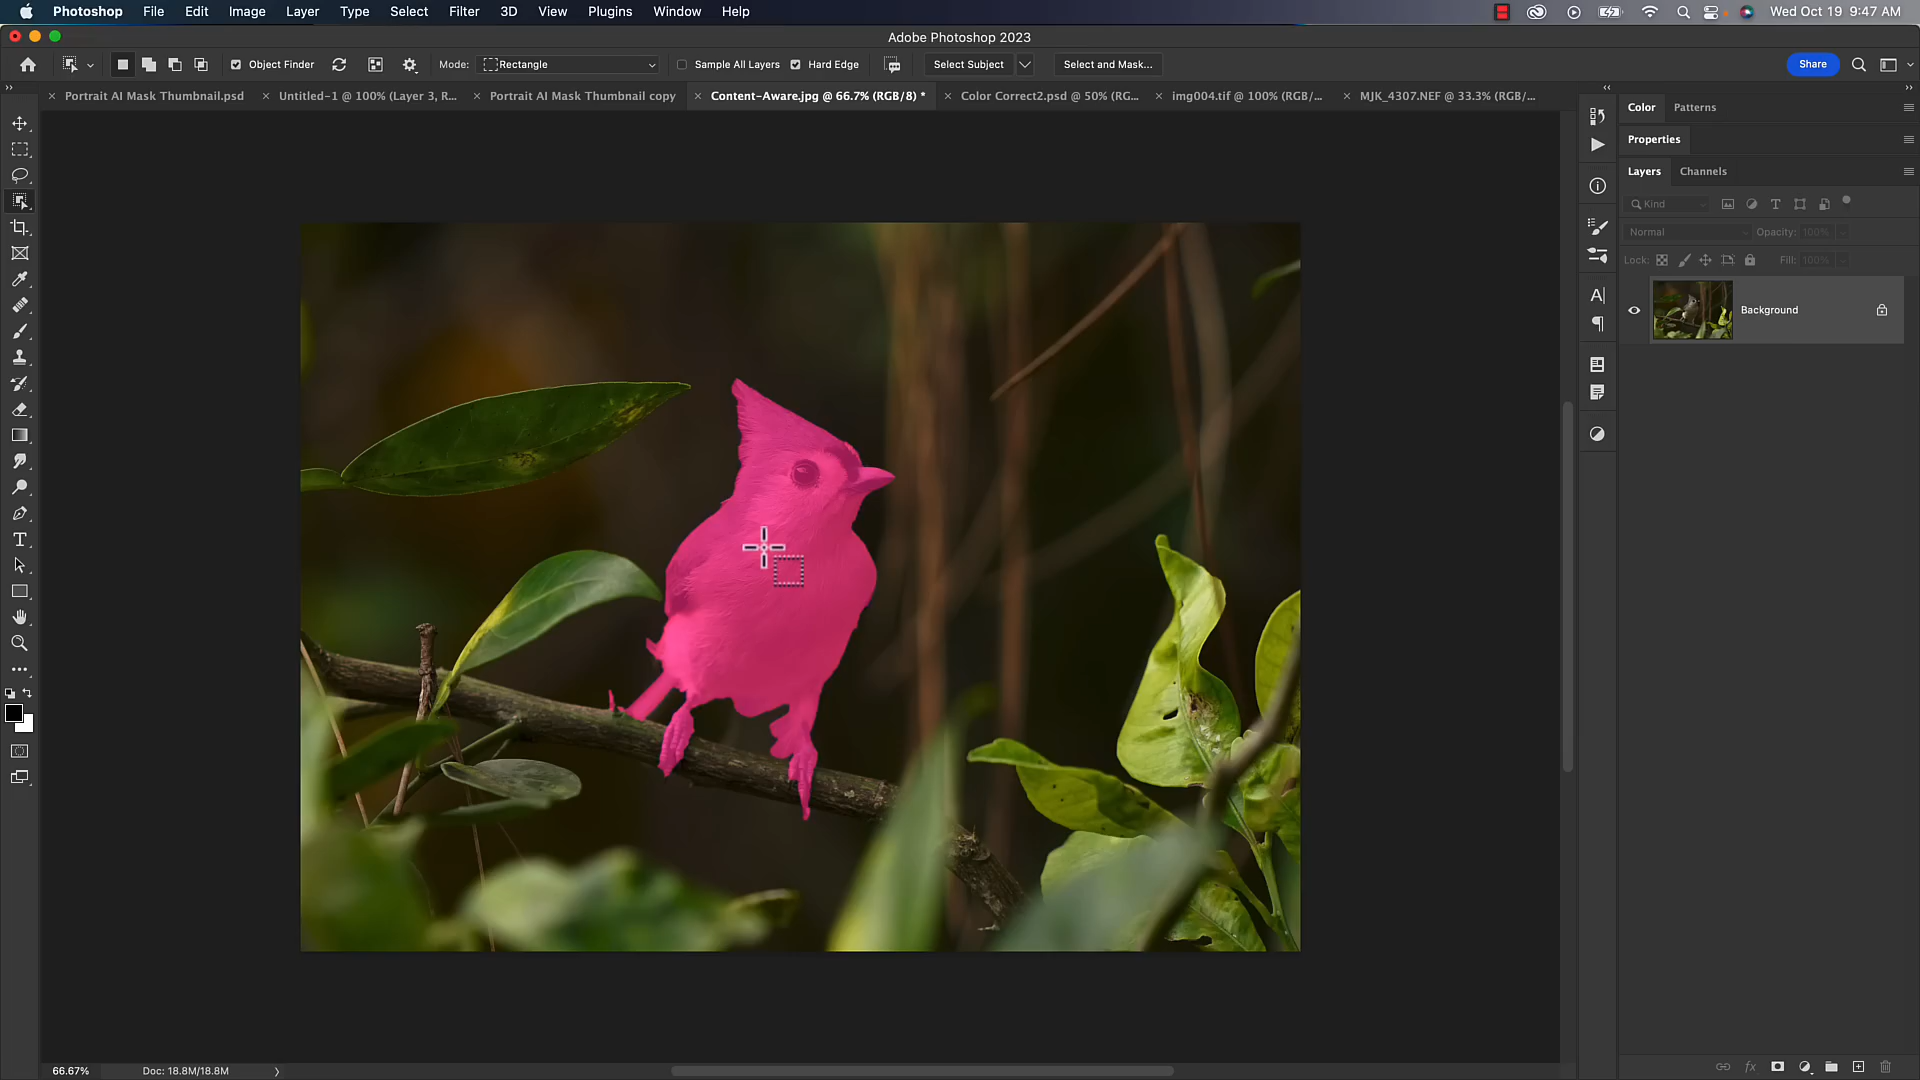 Photoshop File Edit Image Layer Type Select Filter 3D View Plugins Window Help Wed Oct 19 9:47 AM
Adobe Photoshop 2023
Object Finder Mode: Rectangle Sample All Layers Hard Edge Select Subject Select and Mask... Share
Portrait AI Mask Thumbnail.psd Untitled-1 @ 100% (Layer 3, R... Portrait AI Mask Thumbnail copy Content-Aware.jpg @ 66.7% (RGB/8) * Color Correct2.psd @ 50% (RG... img004.tif @ 100% (RGB/... MJK_4307.NEF @ 33.3% (RGB/...
Color Patterns
Properties
Layers Channels
Kind
Normal Opacity: 100%
Lock: Fill: 100%
Background
66.67% Doc: 18.8M/18.8M